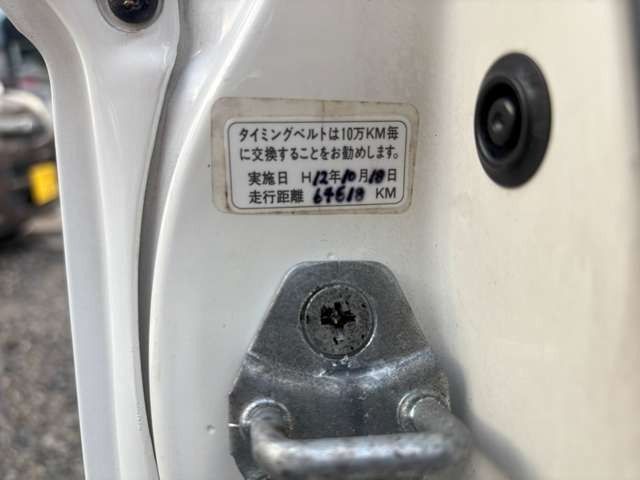 タイミングベルトは10万KM毎
に交換することをお勧めします。
実施日 H12年10月18日
走行距離 64618 KM